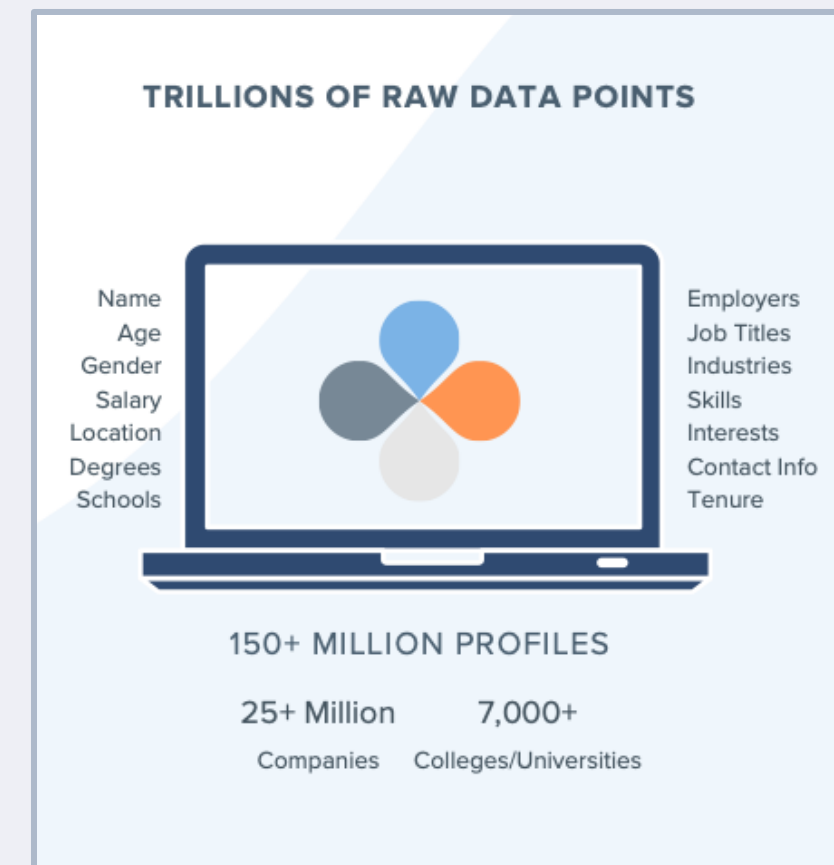 TRILLIONS OF RAW DATA POINTS
Name
Age
Gender
Salary
Location
Degrees
Schools
Employers
Job Titles
Industries
Skills
Interests
Contact Info
Tenure
150+ MILLION PROFILES
25+ Million
Companies
7,000+
Colleges/Universities